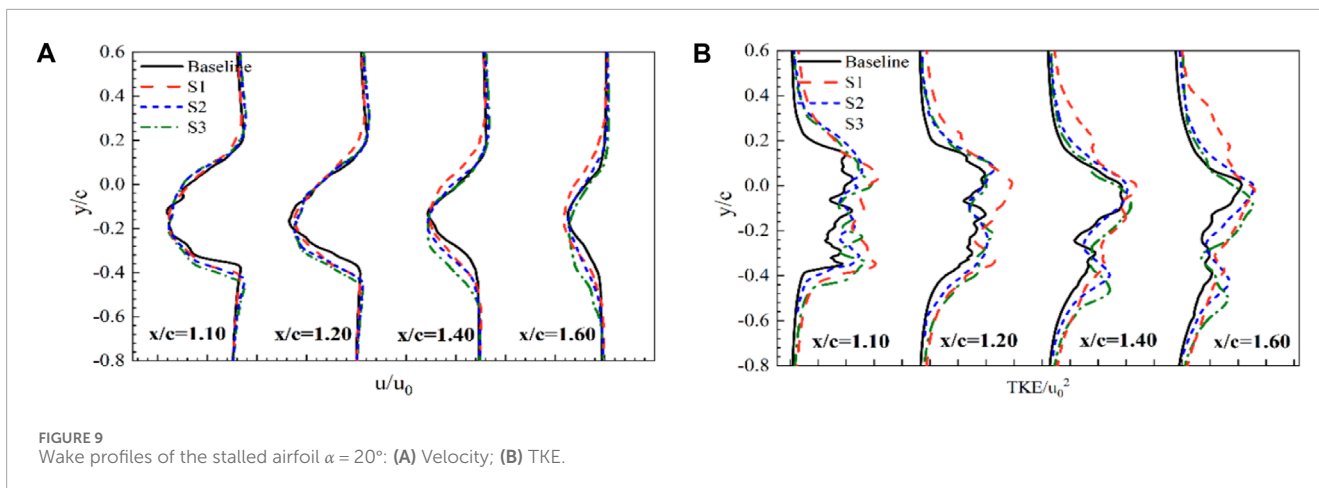 A
0.6
0.4
0.2
0.0
-0.2
-0.4
-0.6
-0.8
y/c
Baseline
S1
S2
S3
x/c=1.10
x/c=1.20
x/c=1.40
x/c=1.60
u/u₀
B
0.6
0.4
0.2
0.0
-0.2
-0.4
-0.6
-0.8
y/c
Baseline
S1
S2
S3
x/c=1.10
x/c=1.20
x/c=1.40
x/c=1.60
TKE/u₀²
FIGURE 9
Wake profiles of the stalled airfoil α = 20°: (A) Velocity; (B) TKE.